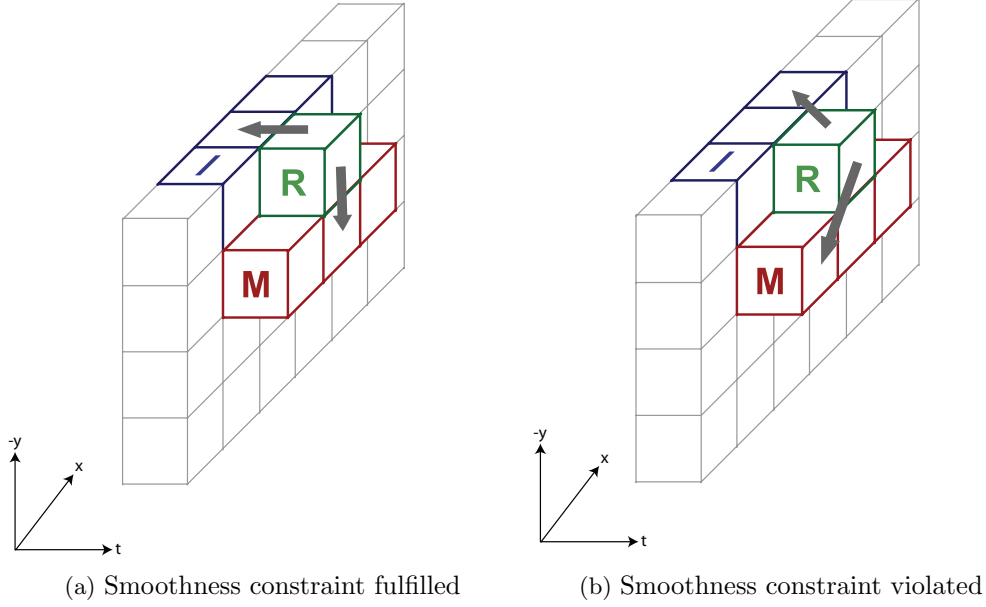 I
R
M
-y
x
t
(a) Smoothness constraint fulfilled
I
R
M
-y
x
t
(b) Smoothness constraint violated